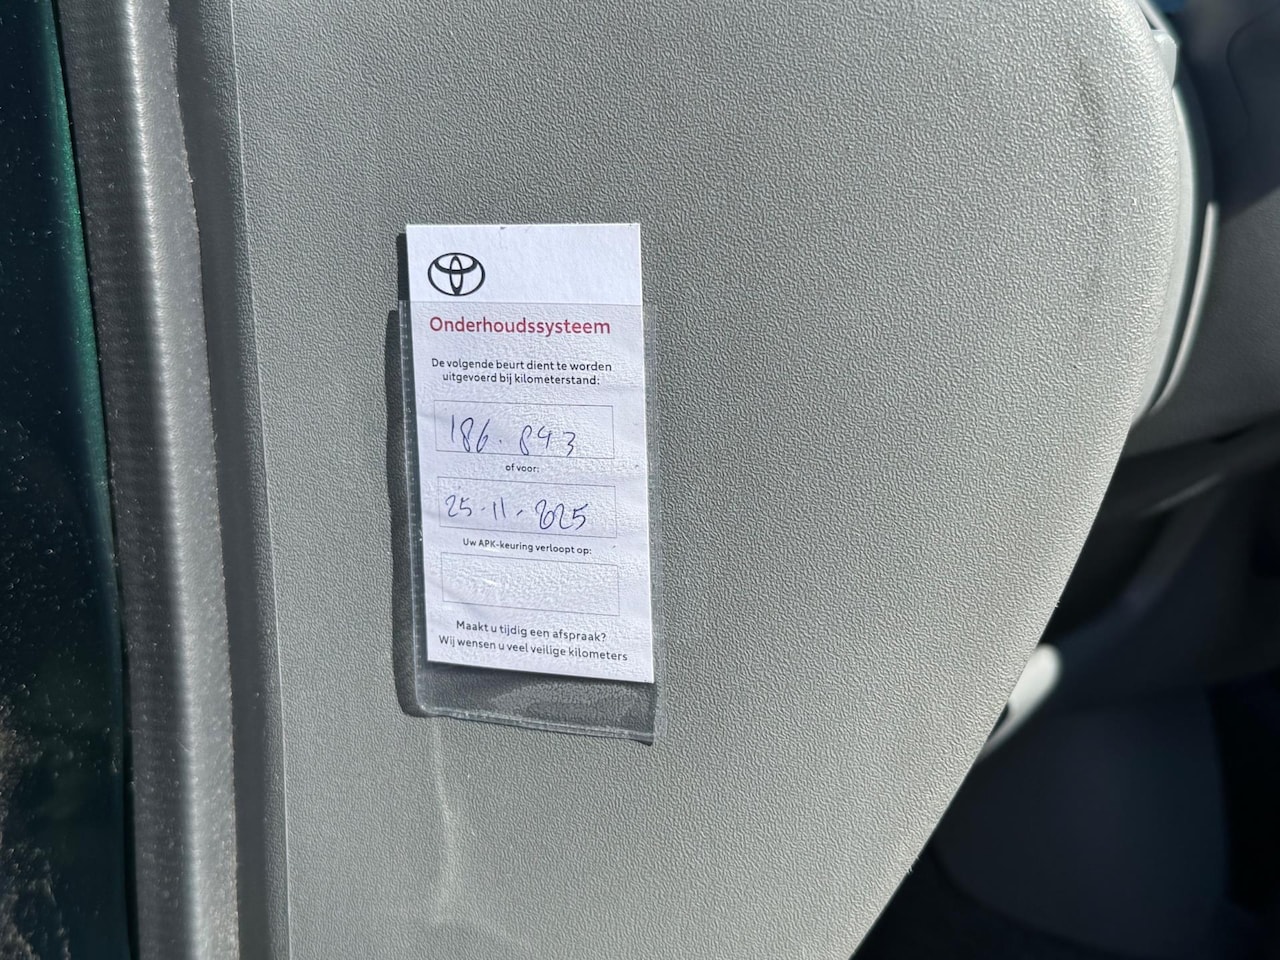 Onderhoudssysteem
De volgende beurt dient te worden
uitgevoerd bij kilometerstand:
186.843
of voor:
25-11-2025
Uw APK-keuring verloopt op:
Maakt u tijdig een afspraak?
Wij wensen u veel veilige kilometers